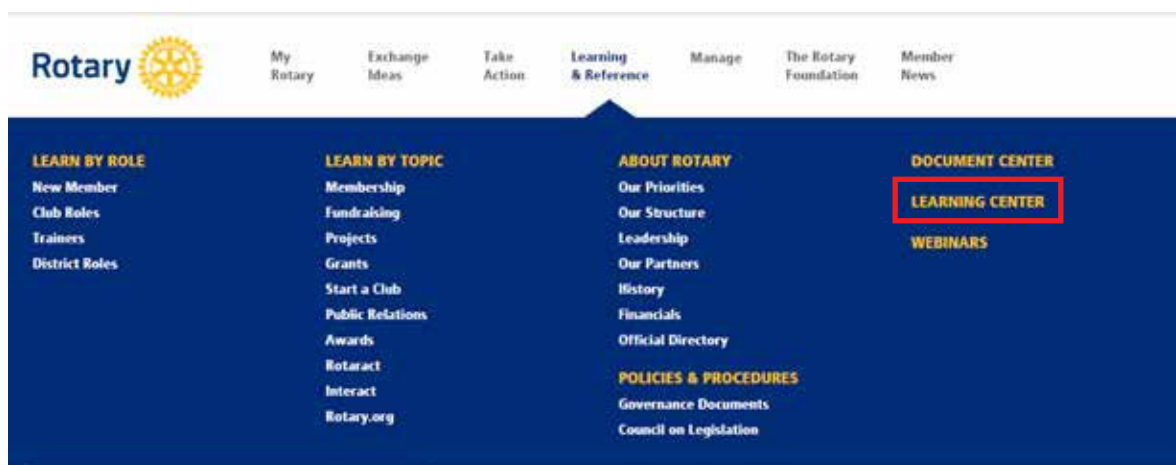 Rotary
My
Rotary
Exchange
Ideas
Take
Action
Learning
& Reference
Manage
The Rotary
Foundation
Member
News
LEARN BY ROLE
New Member
Club Roles
Trainers
District Roles
LEARN BY TOPIC
Membership
Fundraising
Projects
Grants
Start a Club
Public Relations
Awards
Rotaract
Interact
Rotary.org
ABOUT ROTARY
Our Priorities
Our Structure
Leadership
Our Partners
History
Financials
Official Directory
POLICIES & PROCEDURES
Governance Documents
Council on Legislation
DOCUMENT CENTER
LEARNING CENTER
WEBINARS